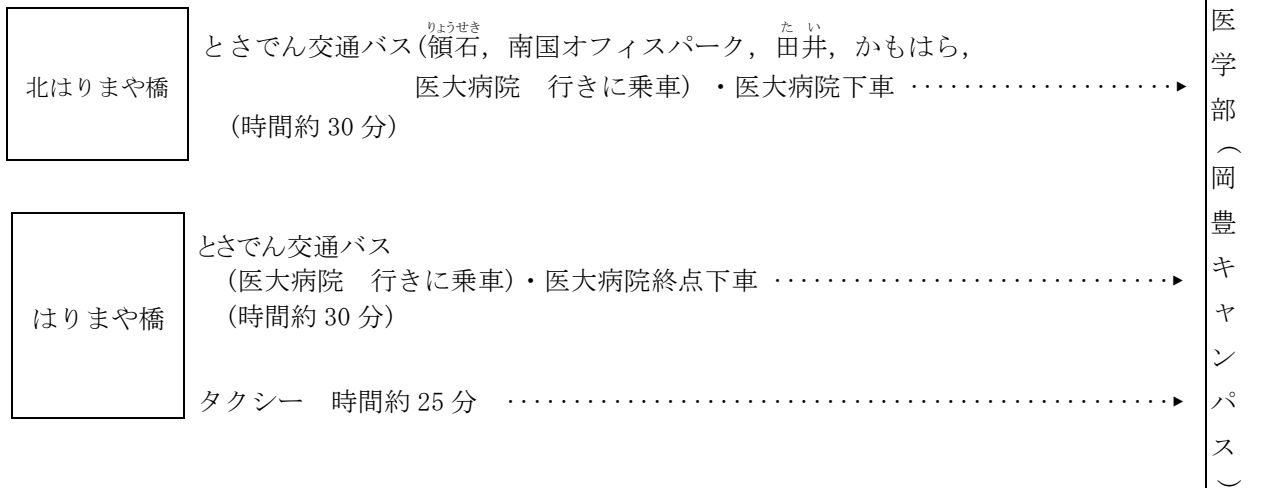 北はりまや橋
とさでん交通バス(領石，南国オフィスパーク，田井，かもはら，
りょうせき
たい
医大病院　行きに乗車）・医大病院下車 ····················▶
（時間約 30 分）
はりまや橋
とさでん交通バス
（医大病院　行きに乗車）・医大病院終点下車 ······························▶
（時間約 30 分）
タクシー　時間約 25 分　··················································▶
医学部（岡豊キャンパス）